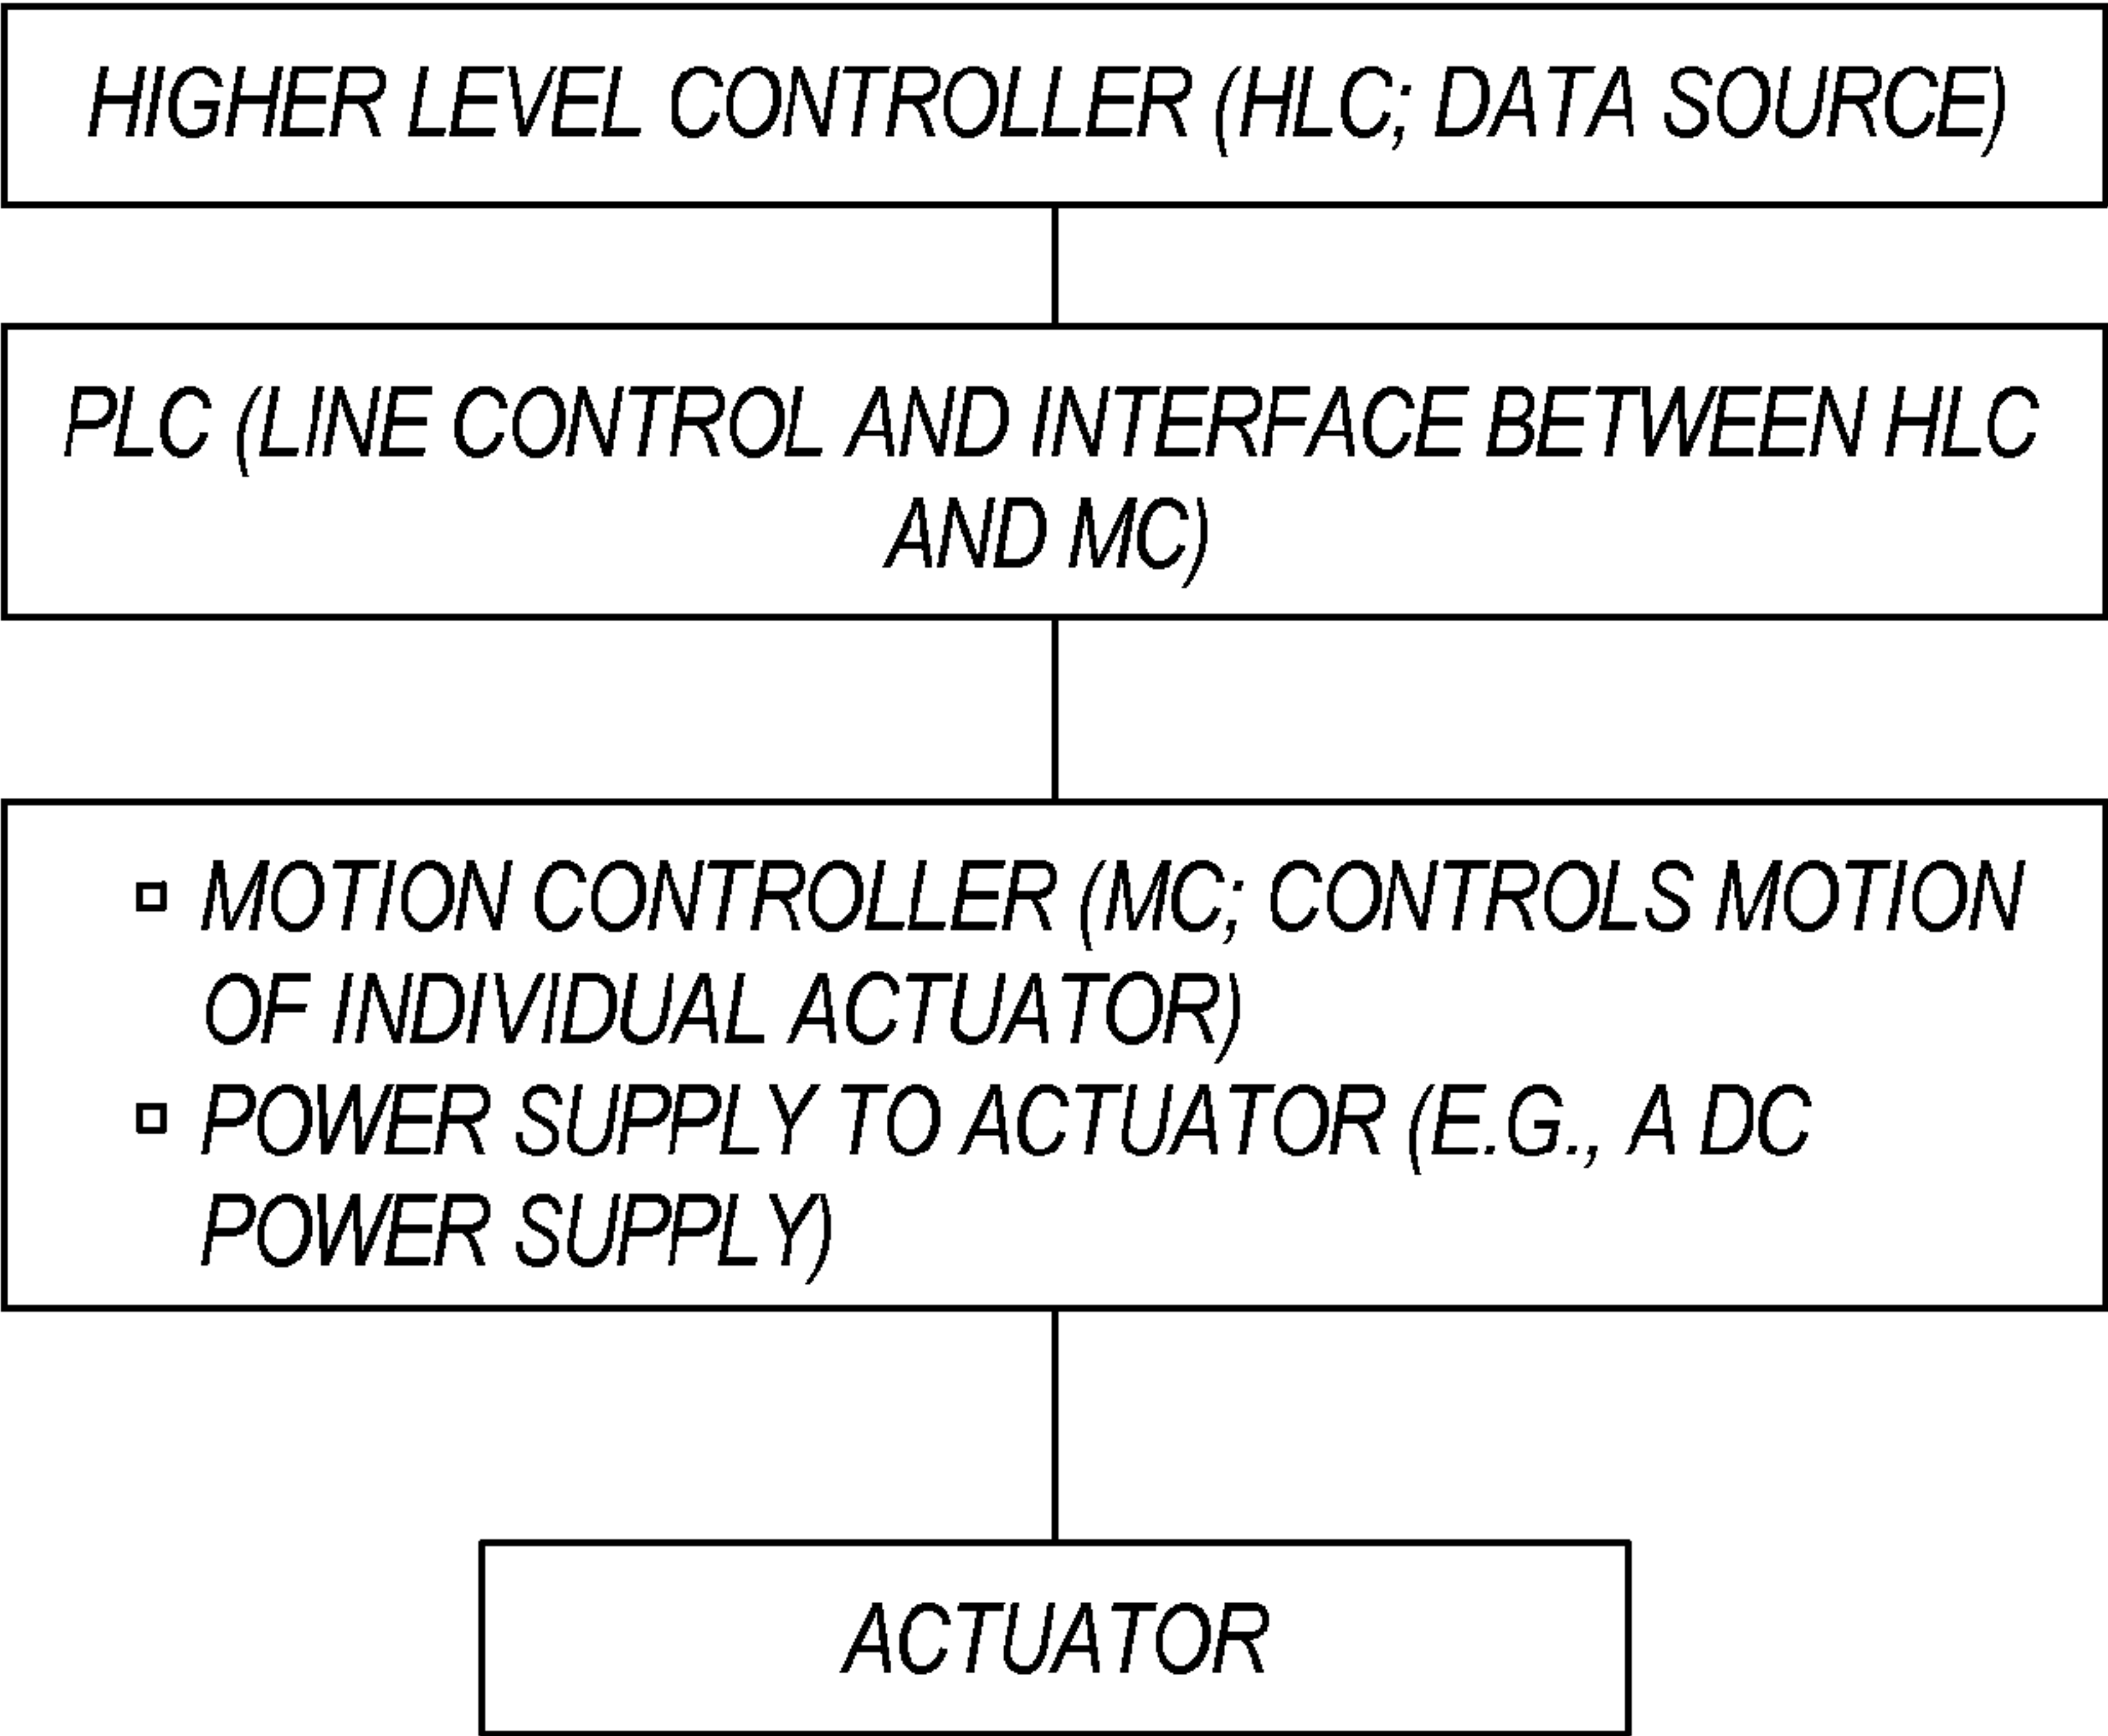 HIGHER LEVEL CONTROLLER (HLC; DATA SOURCE)
PLC (LINE CONTROL AND INTERFACE BETWEEN HLC
AND MC)
▫ MOTION CONTROLLER (MC; CONTROLS MOTION
OF INDIVIDUAL ACTUATOR)
▫ POWER SUPPLY TO ACTUATOR (E.G., A DC
POWER SUPPLY)
ACTUATOR